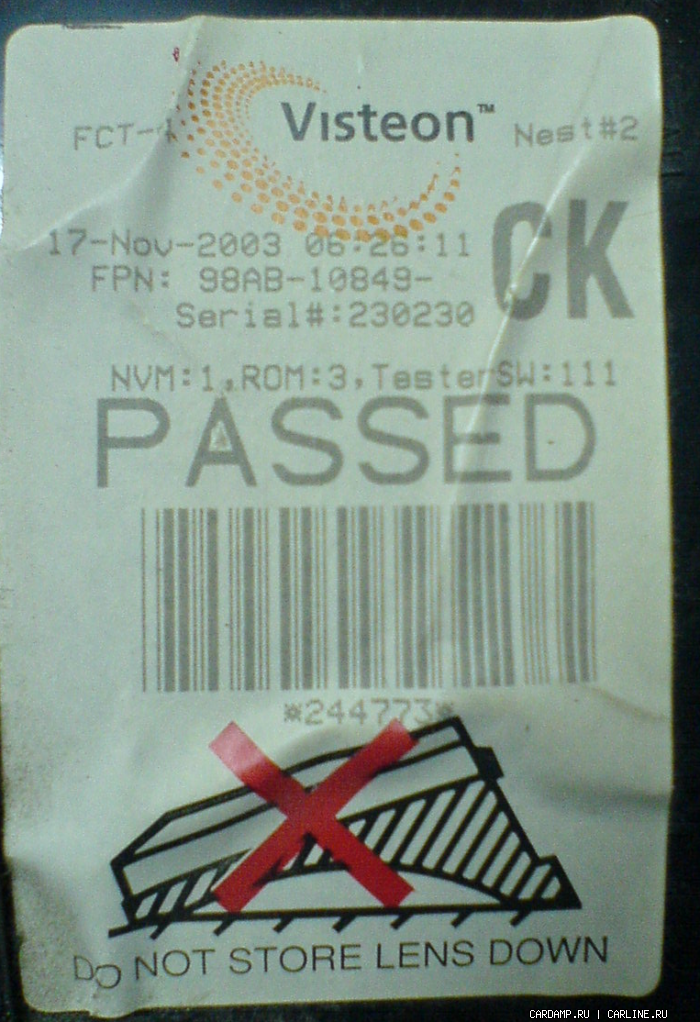 Visteon™
FCT- Nest#2
17-Nov-2003 06:26:11
CK
FPN: 98AB-10849-
Serial#:230230
NVM:1,ROM:3,TesterSW:111
PASSED
*244773*
DO NOT STORE LENS DOWN
CARDAMP.RU | CARLINE.RU